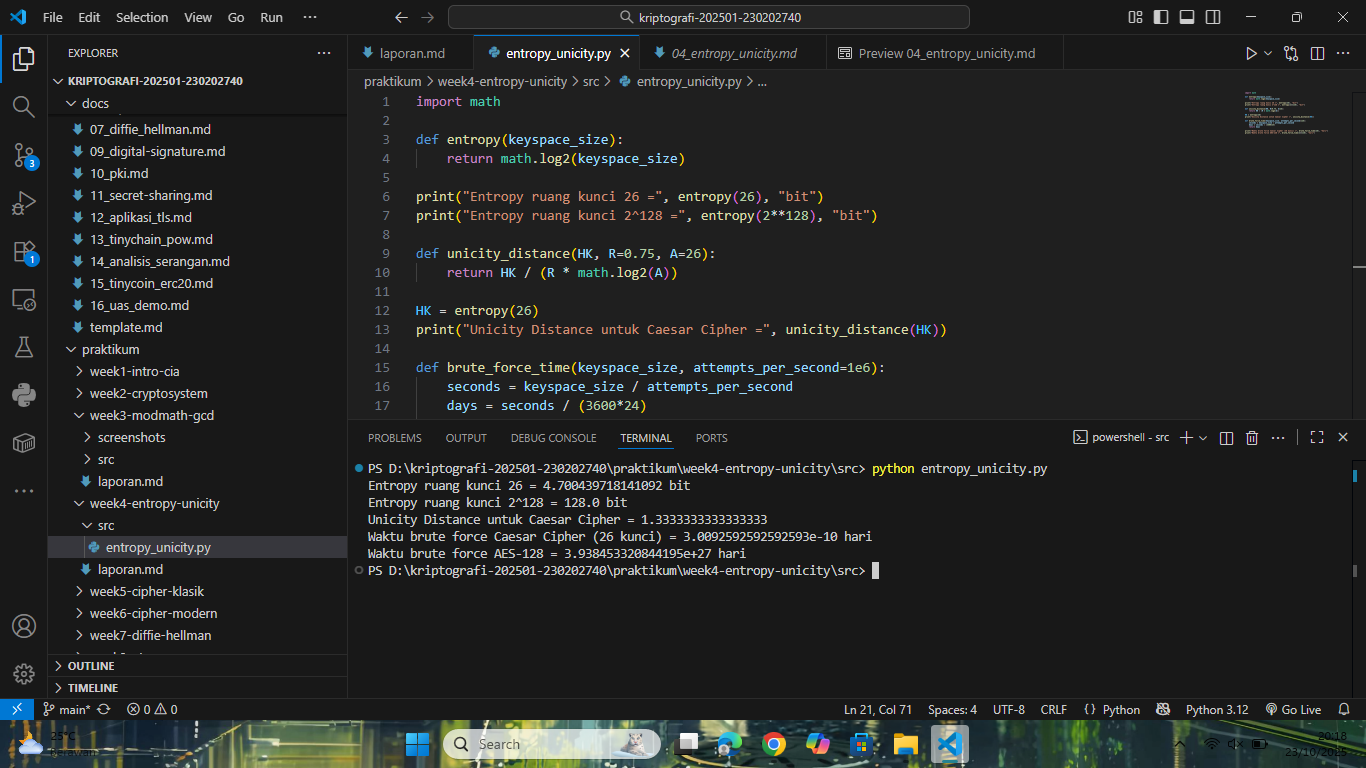 File Edit Selection View Go Run ···
kriptografi-202501-230202740
EXPLORER
KRIPTOGRAFI-202501-230202740
docs
07_diffie_hellman.md
09_digital-signature.md
10_pki.md
11_secret-sharing.md
12_aplikasi_tls.md
13_tinychain_pow.md
14_analisis_serangan.md
15_tinycoin_erc20.md
16_uas_demo.md
template.md
praktikum
week1-intro-cia
week2-cryptosystem
week3-modmath-gcd
screenshots
src
laporan.md
week4-entropy-unicity
src
entropy_unicity.py
laporan.md
week5-cipher-klasik
week6-cipher-modern
week7-diffie-hellman
OUTLINE
TIMELINE
3
1
laporan.md entropy_unicity.py 04_entropy_unicity.md Preview 04_entropy_unicity.md
praktikum > week4-entropy-unicity > src > entropy_unicity.py > ...
1 import math
2
3 def entropy(keyspace_size):
4     return math.log2(keyspace_size)
5
6 print("Entropy ruang kunci 26 =", entropy(26), "bit")
7 print("Entropy ruang kunci 2^128 =", entropy(2**128), "bit")
8
9 def unicity_distance(HK, R=0.75, A=26):
10     return HK / (R * math.log2(A))
11
12 HK = entropy(26)
13 print("Unicity Distance untuk Caesar Cipher =", unicity_distance(HK))
14
15 def brute_force_time(keyspace_size, attempts_per_second=1e6):
16     seconds = keyspace_size / attempts_per_second
17     days = seconds / (3600*24)
PROBLEMS OUTPUT DEBUG CONSOLE TERMINAL PORTS
powershell - src
PS D:\kriptografi-202501-230202740\praktikum\week4-entropy-unicity\src> python entropy_unicity.py
Entropy ruang kunci 26 = 4.700439718141092 bit
Entropy ruang kunci 2^128 = 128.0 bit
Unicity Distance untuk Caesar Cipher = 1.3333333333333333
Waktu brute force Caesar Cipher (26 kunci) = 3.0092592592592593e-10 hari
Waktu brute force AES-128 = 3.938453320844195e+27 hari
PS D:\kriptografi-202501-230202740\praktikum\week4-entropy-unicity\src>
main* 0 0
Ln 21, Col 71 Spaces: 4 UTF-8 CRLF { } Python Python 3.12 Go Live
Search
20:18
23/10/2025